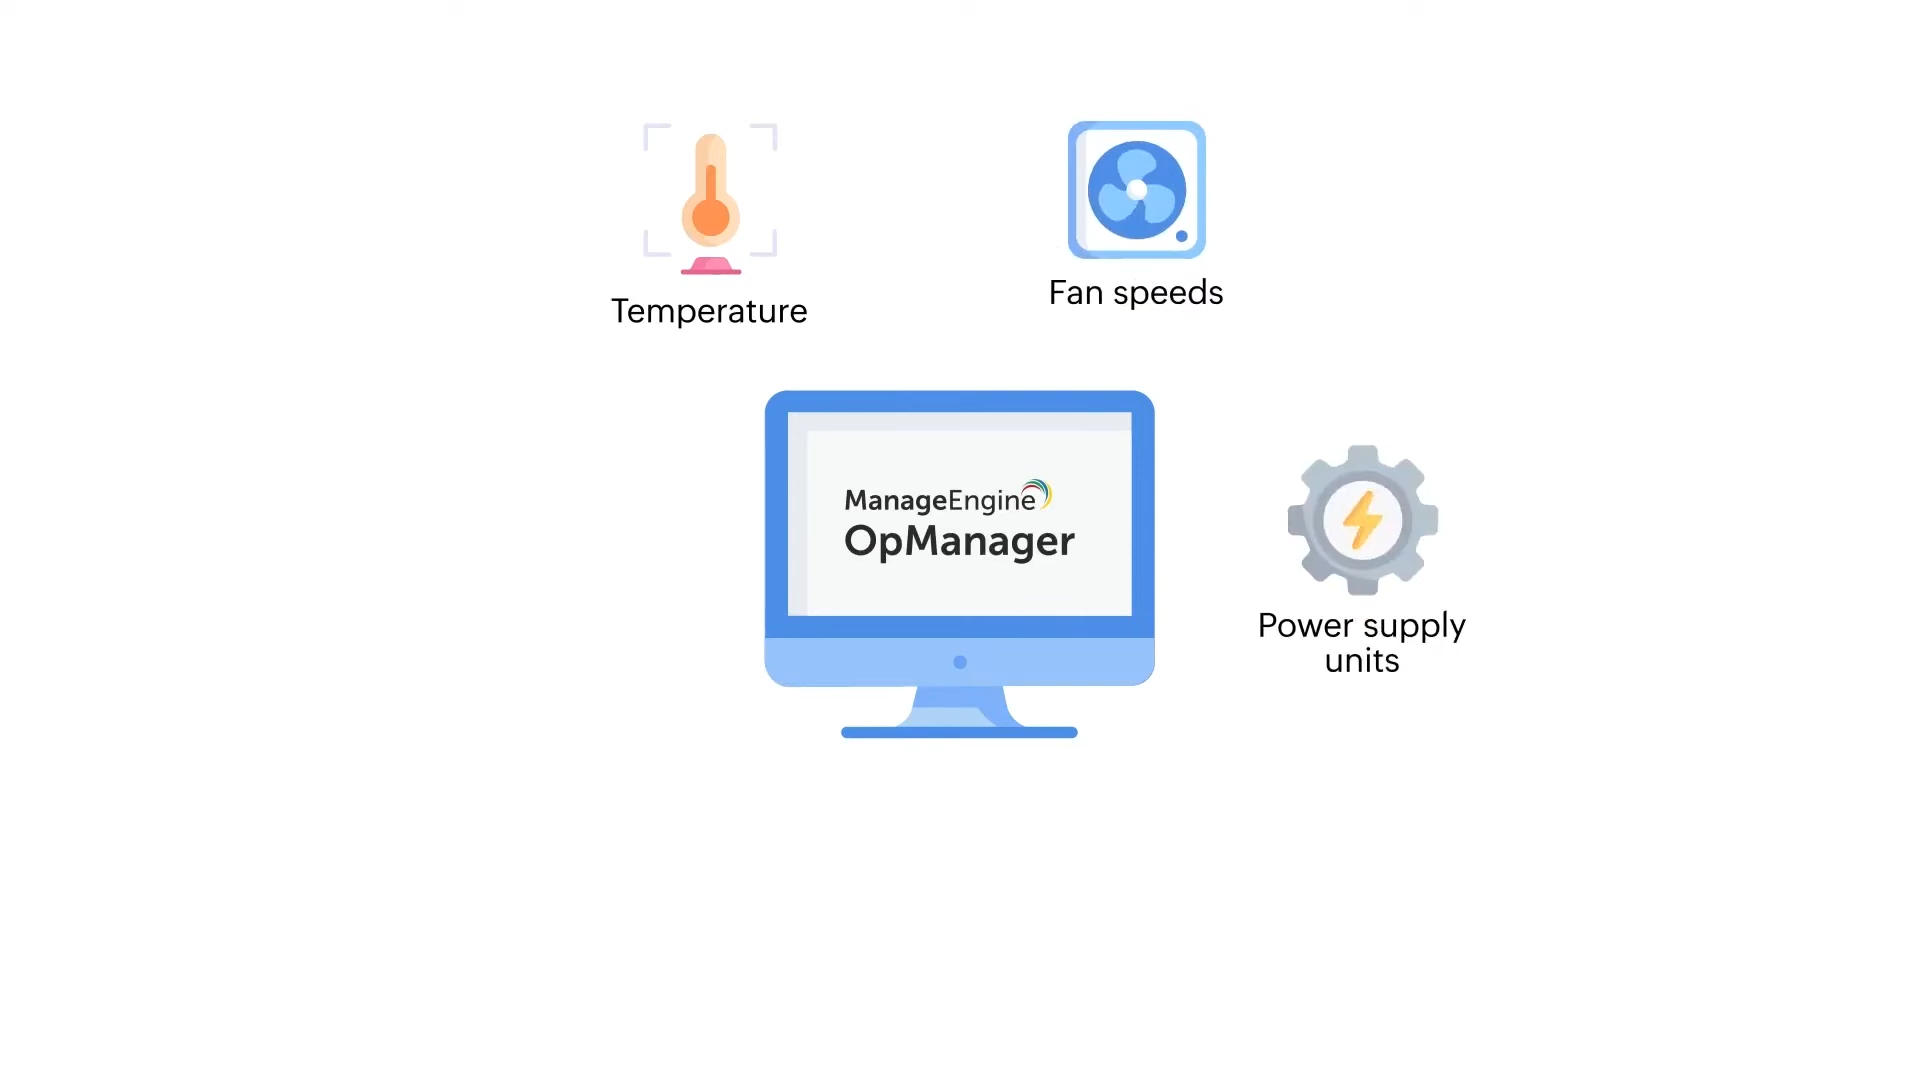 Temperature
Fan speeds
ManageEngine
OpManager
Power supply
units